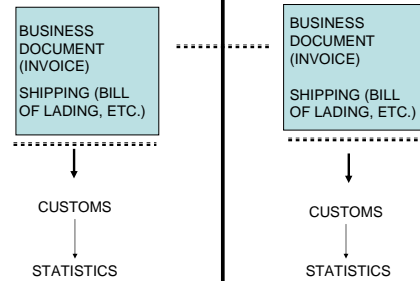 BUSINESS
DOCUMENT
(INVOICE)
SHIPPING (BILL
OF LADING, ETC.)
CUSTOMS
STATISTICS
BUSINESS
DOCUMENT
(INVOICE)
SHIPPING (BILL
OF LADING, ETC.)
CUSTOMS
STATISTICS